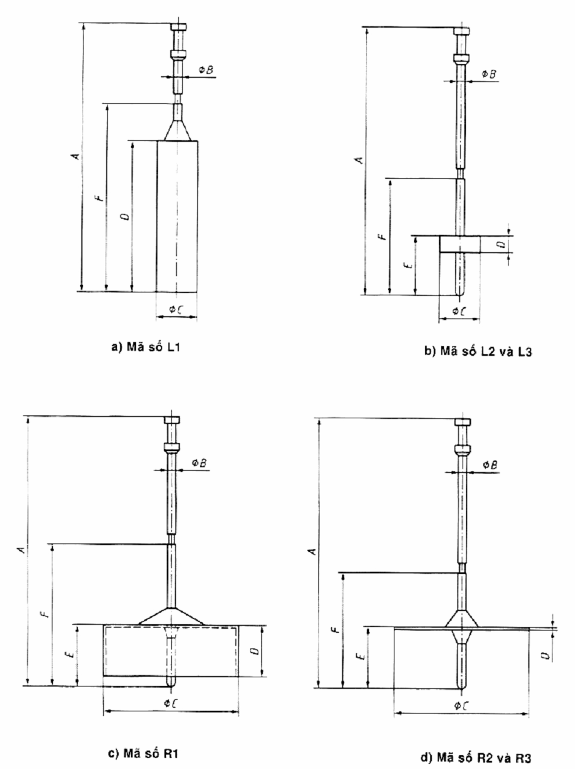 A
F
D
ΦB
ΦC
a) Mã số L1
A
F
E
D
ΦB
ΦC
b) Mã số L2 và L3
A
F
E
D
ΦB
ΦC
c) Mã số R1
A
F
E
D
ΦB
ΦC
d) Mã số R2 và R3